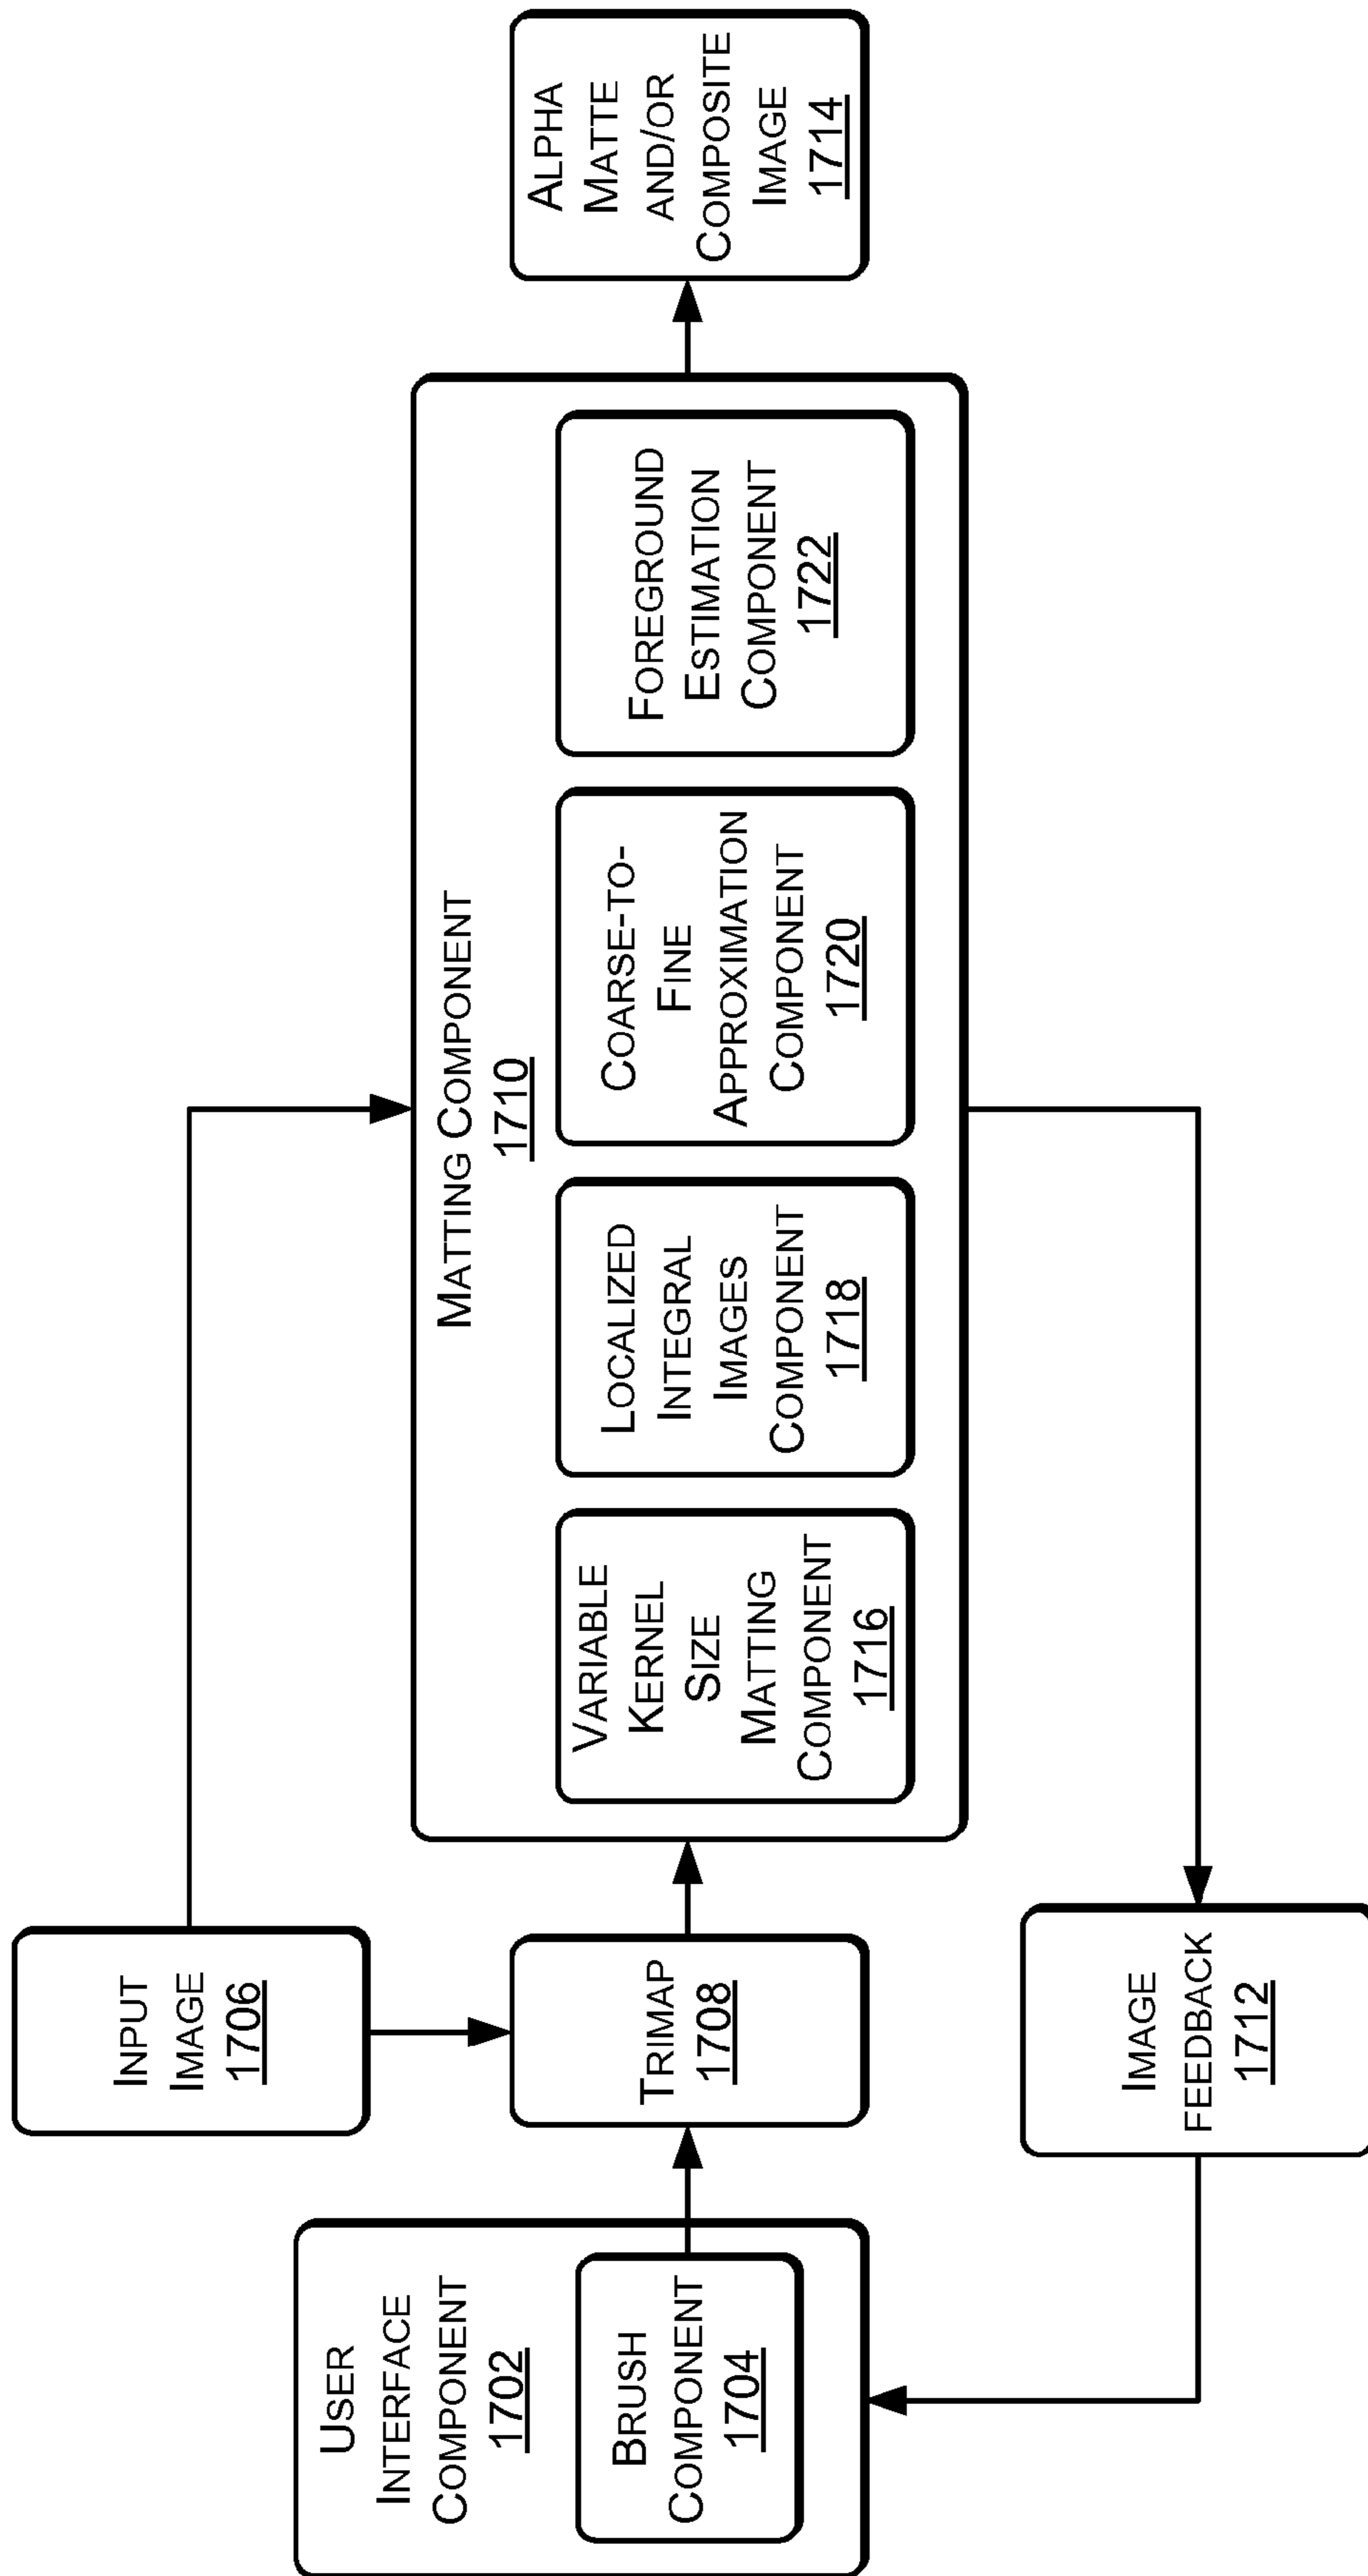 USER
INTERFACE
COMPONENT
1702
BRUSH
COMPONENT
1704
INPUT
IMAGE
1706
TRIMAP
1708
IMAGE
FEEDBACK
1712
MATTING COMPONENT
1710
VARIABLE
KERNEL
SIZE
MATTING
COMPONENT
1716
LOCALIZED
INTEGRAL
IMAGES
COMPONENT
1718
COARSE-TO-
FINE
APPROXIMATION
COMPONENT
1720
FOREGROUND
ESTIMATION
COMPONENT
1722
ALPHA
MATTE
AND/OR
COMPOSITE
IMAGE
1714